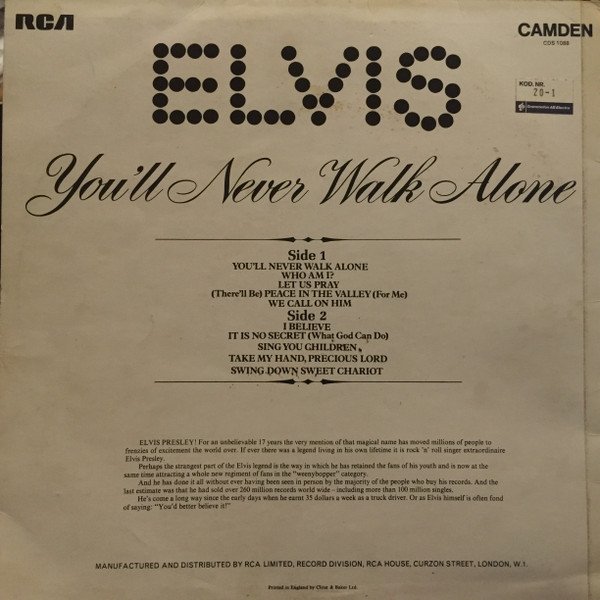 RCA
CAMDEN
CDS 1088
ELVIS
KOD. NR.
20-1
You'll Never Walk Alone
Side 1
YOU'LL NEVER WALK ALONE
WHO AM I?
LET US PRAY
(There'll Be) PEACE IN THE VALLEY (For Me)
WE CALL ON HIM
Side 2
I BELIEVE
IT IS NO SECRET (What God Can Do)
SING YOU CHILDREN
TAKE MY HAND, PRECIOUS LORD
SWING DOWN SWEET CHARIOT
ELVIS PRESLEY! For an unbelievable 17 years the very mention of that magical name has moved millions of people to
frenzies of excitement the world over. If ever there was a legend living in his own lifetime it is rock 'n' roll singer extraordinaire
Elvis Presley.
Perhaps the strangest part of the Elvis legend is the way in which he has retained the fans of his youth and is now at the
same time attracting a whole new regiment of fans in the "weenybopper" category.
And he has done it all without ever having been seen in person by the majority of the people who buy his records. And the
last estimate was that he had sold over 260 million records world wide – including more than 100 million singles.
He's come a long way since the early days when he earnt 35 dollars a week as a truck driver. Or as Elvis himself is often fond
of saying: "You'd better believe it!"
MANUFACTURED AND DISTRIBUTED BY RCA LIMITED, RECORD DIVISION, RCA HOUSE, CURZON STREET, LONDON, W.1.
Printed in England by Clout & Baker Ltd.